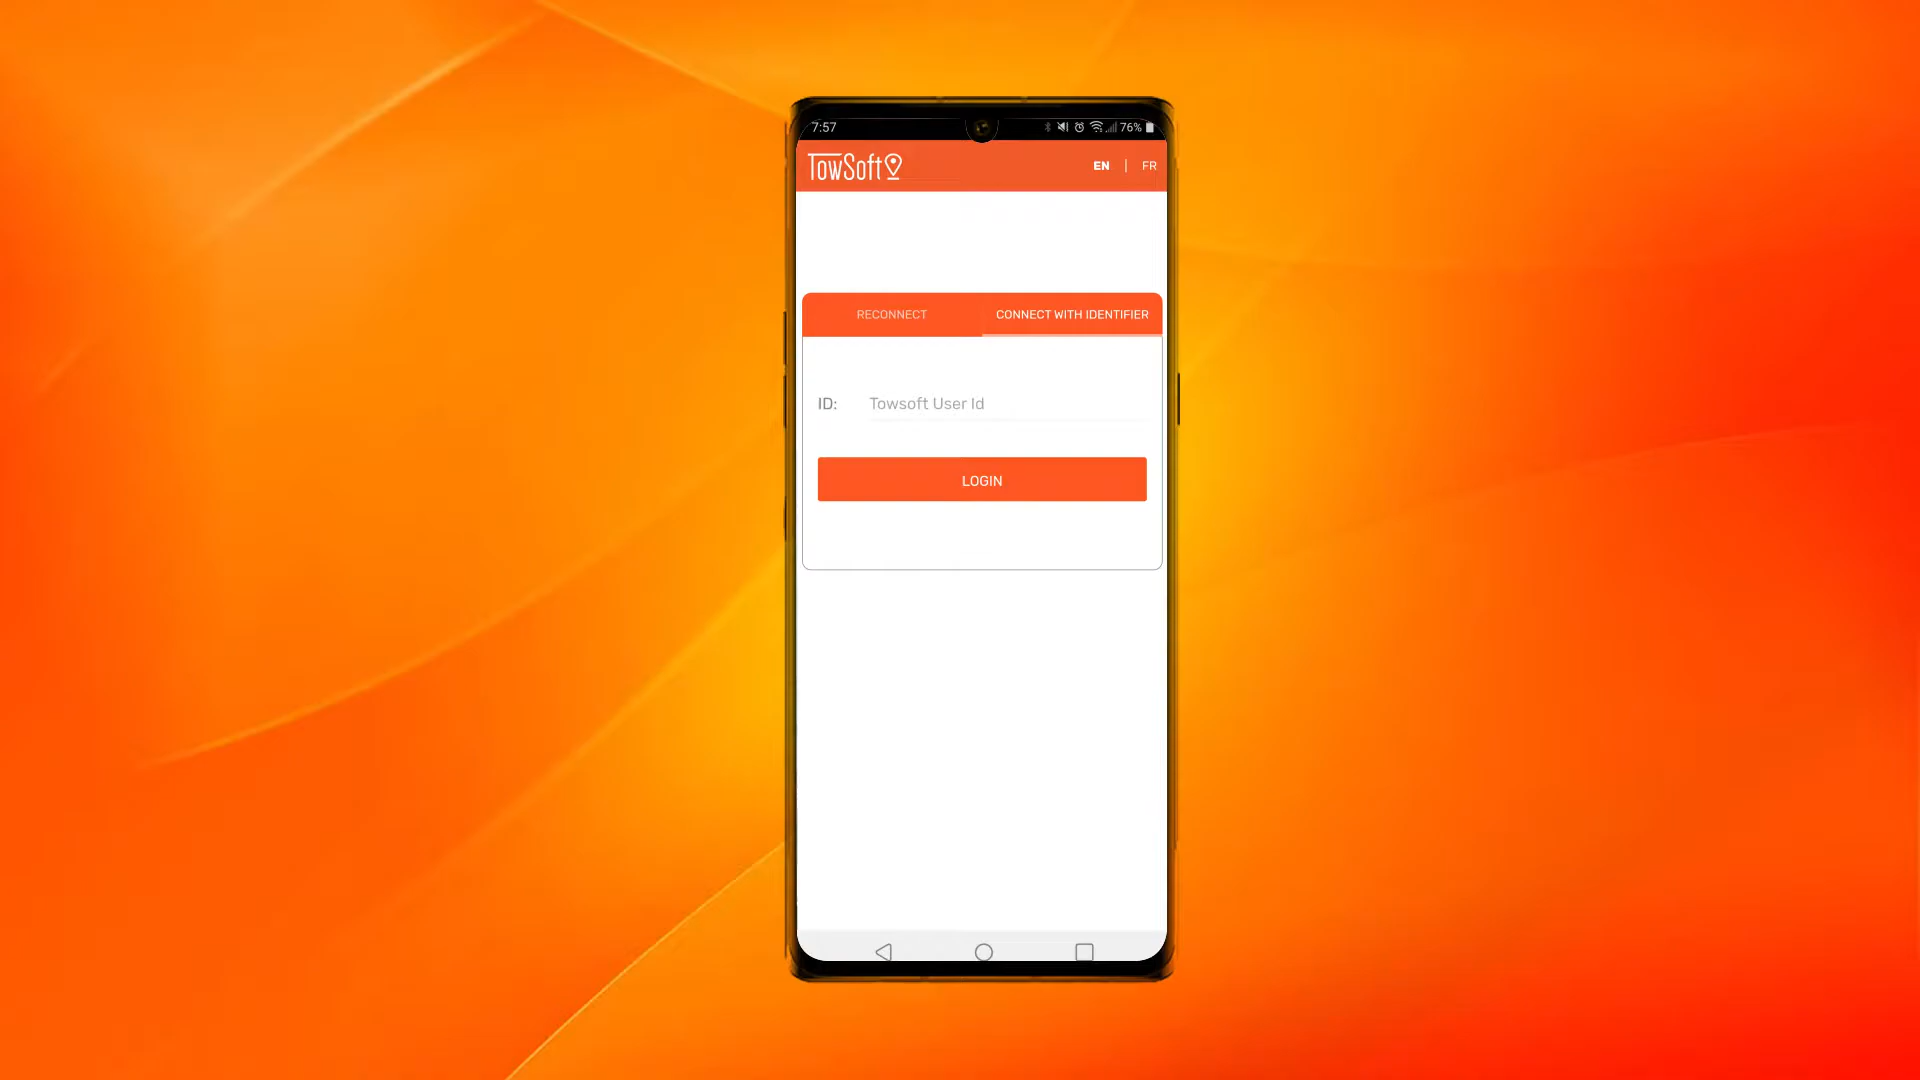 7:57
76%
TowSoft
EN | FR
RECONNECT
CONNECT WITH IDENTIFIER
ID: Towsoft User Id
LOGIN